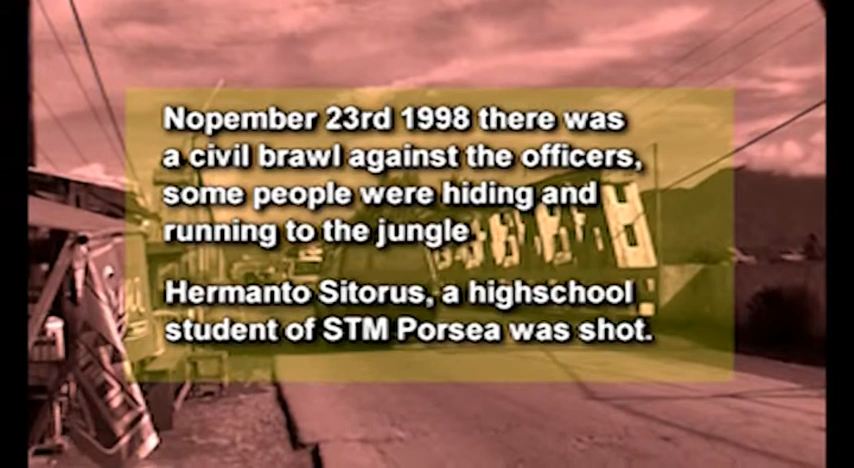 Nopember 23rd 1998 there was
a civil brawl against the officers,
some people were hiding and
running to the jungle
Hermanto Sitorus, a highschool
student of STM Porsea was shot.